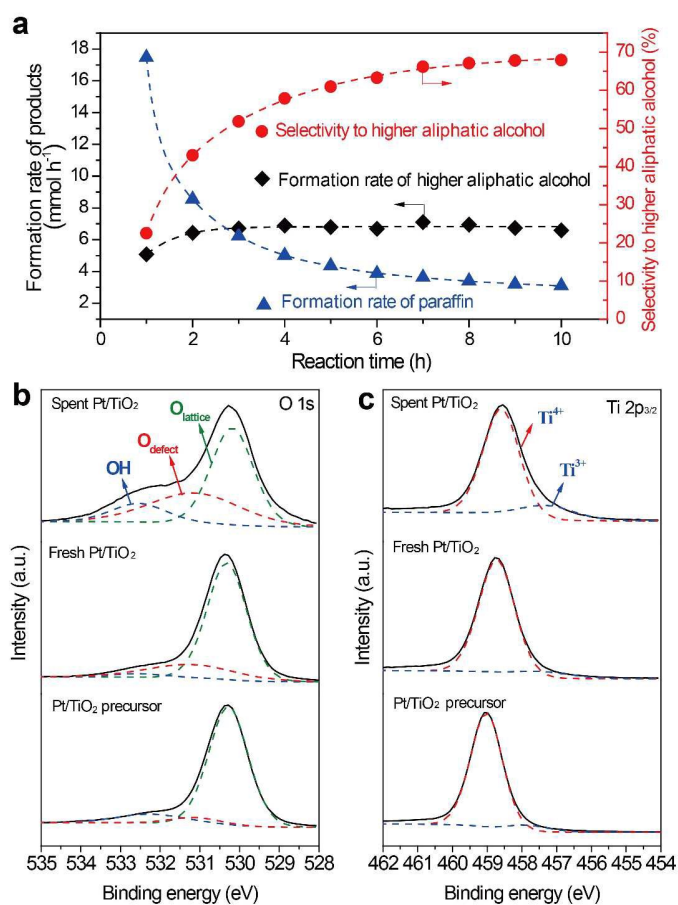 a
Formation rate of products
(mmol h⁻¹)
18
16
14
12
10
8
6
4
2
70
60
50
40
30
20
10
0
Selectivity to higher aliphatic alcohol (%)
Selectivity to higher aliphatic alcohol
Formation rate of higher aliphatic alcohol
Formation rate of paraffin
0 2 4 6 8 10
Reaction time (h)
b
Spent Pt/TiO₂
O 1s
O lattice
O defect
OH
Fresh Pt/TiO₂
Pt/TiO₂ precursor
Intensity (a.u.)
535 534 533 532 531 530 529 528
Binding energy (eV)
c
Spent Pt/TiO₂
Ti 2p₃/₂
Ti⁴⁺
Ti³⁺
Fresh Pt/TiO₂
Pt/TiO₂ precursor
Intensity (a.u.)
462 461 460 459 458 457 456 455 454
Binding energy (eV)